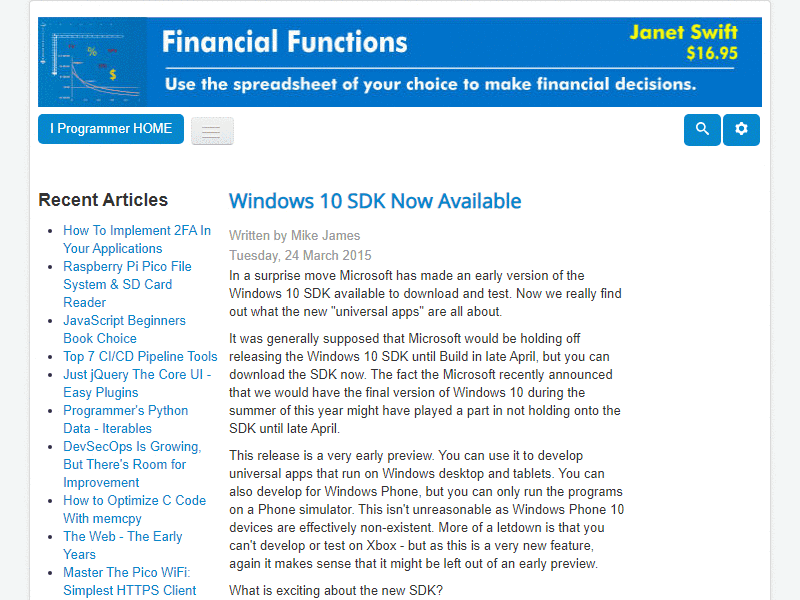 Financial Functions
Janet Swift
$16.95
Use the spreadsheet of your choice to make financial decisions.
I Programmer HOME
Recent Articles
How To Implement 2FA In
Your Applications
Raspberry Pi Pico File
System & SD Card
Reader
JavaScript Beginners
Book Choice
Top 7 CI/CD Pipeline Tools
Just jQuery The Core UI -
Easy Plugins
Programmer's Python
Data - Iterables
DevSecOps Is Growing,
But There's Room for
Improvement
How to Optimize C Code
With memcpy
The Web - The Early
Years
Master The Pico WiFi:
Simplest HTTPS Client
Windows 10 SDK Now Available
Written by Mike James
Tuesday, 24 March 2015
In a surprise move Microsoft has made an early version of the
Windows 10 SDK available to download and test. Now we really find
out what the new "universal apps" are all about.
It was generally supposed that Microsoft would be holding off
releasing the Windows 10 SDK until Build in late April, but you can
download the SDK now. The fact the Microsoft recently announced
that we would have the final version of Windows 10 during the
summer of this year might have played a part in not holding onto the
SDK until late April.
This release is a very early preview. You can use it to develop
universal apps that run on Windows desktop and tablets. You can
also develop for Windows Phone, but you can only run the programs
on a Phone simulator. This isn't unreasonable as Windows Phone 10
devices are effectively non-existent. More of a letdown is that you
can't develop or test on Xbox - but as this is a very new feature,
again it makes sense that it might be left out of an early preview.
What is exciting about the new SDK?